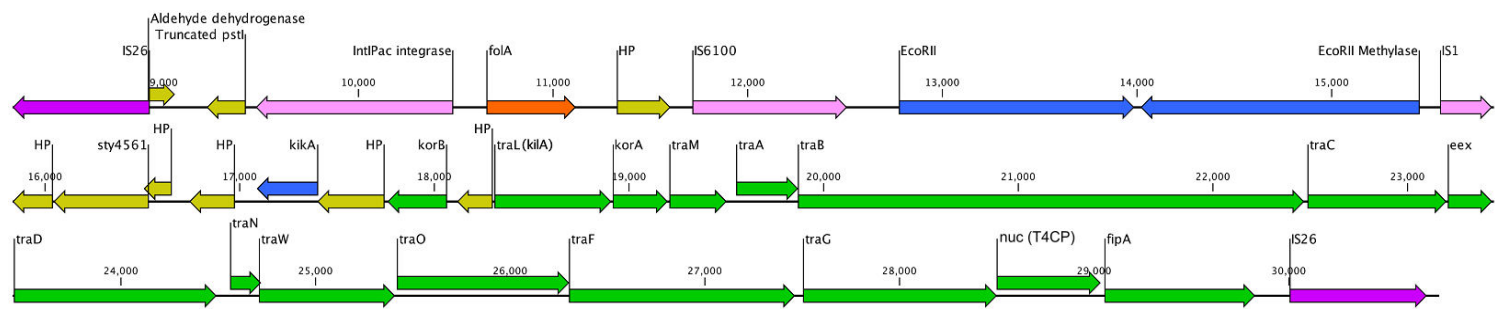 Aldehyde dehydrogenase
Truncated pstI
IS26 IntIPac integrase folA HP IS6100 EcoRII EcoRII Methylase IS1
9,000 10,000 11,000 12,000 13,000 14,000 15,000
HP HP
HP sty4561 HP kikA HP korB traL(kilA) korA traM traA traB traC eex
16,000 17,000 18,000 19,000 20,000 21,000 22,000 23,000
traN
traD traW traO traF traG nuc (T4CP) fipA IS26
24,000 25,000 26,000 27,000 28,000 29,000 30,000